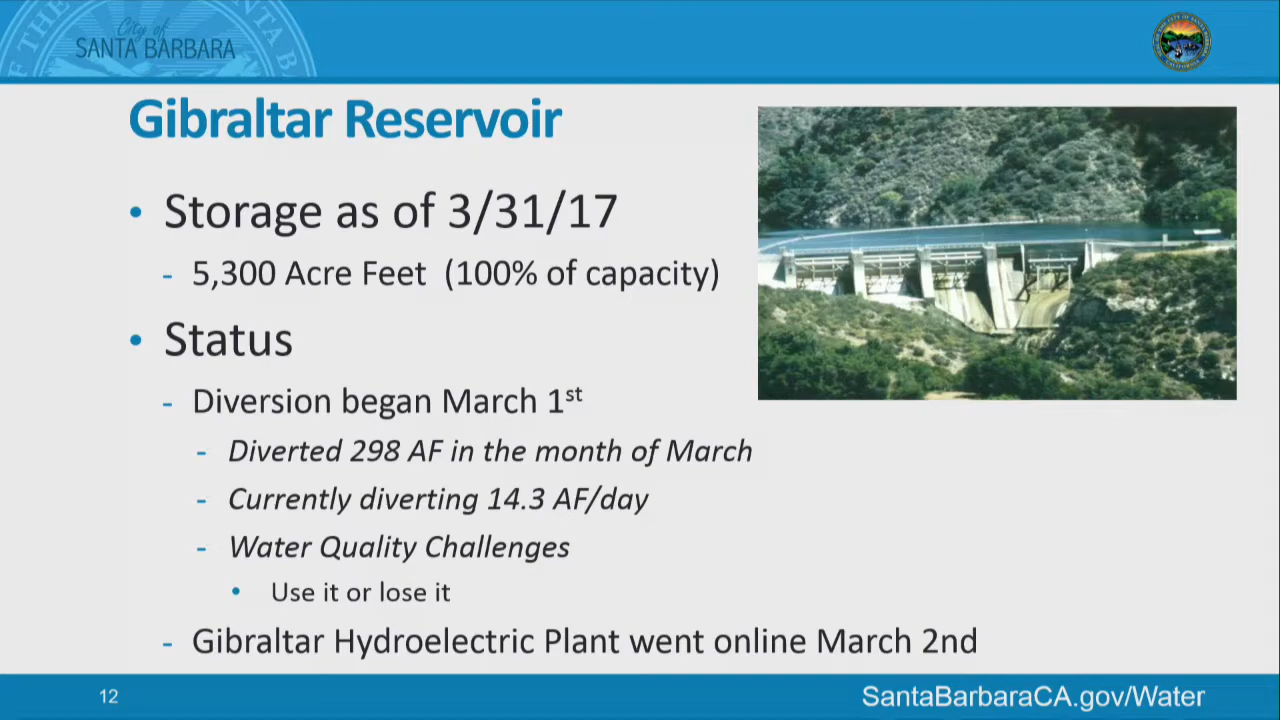 City of
SANTA BARBARA
Gibraltar Reservoir
• Storage as of 3/31/17
- 5,300 Acre Feet (100% of capacity)
• Status
- Diversion began March 1st
- Diverted 298 AF in the month of March
- Currently diverting 14.3 AF/day
- Water Quality Challenges
• Use it or lose it
- Gibraltar Hydroelectric Plant went online March 2nd
12
SantaBarbaraCA.gov/Water